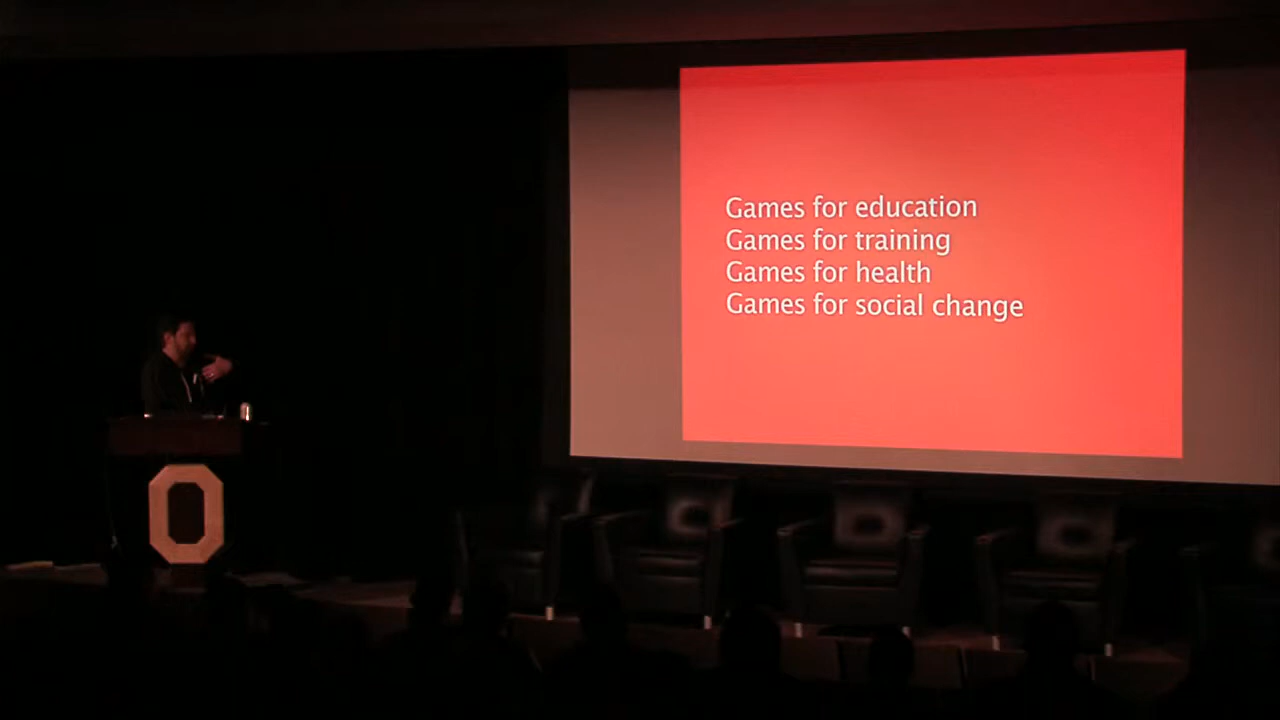 Games for education
Games for training
Games for health
Games for social change
O